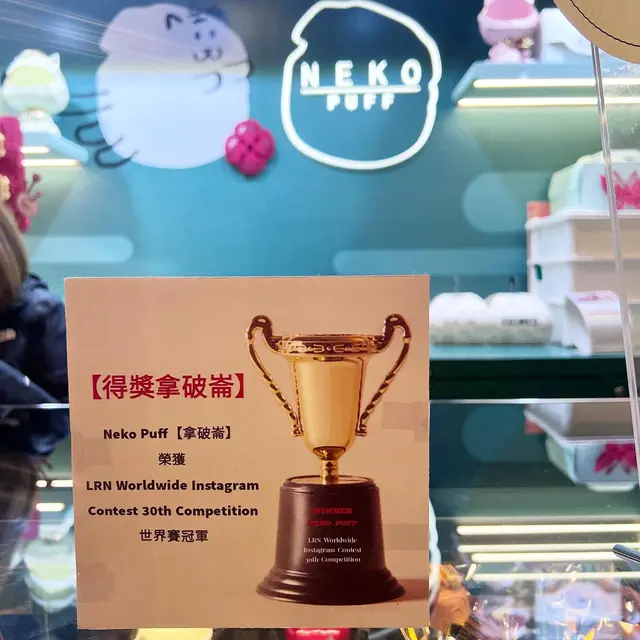 NEKO
PUFF
【得獎拿破崙】
Neko Puff【拿破崙】
榮獲
LRN Worldwide Instagram
Contest 30th Competition
世界賽冠軍
WINNER
NEKO PUFF
LRN Worldwide
Instagram Contest
30th Competition